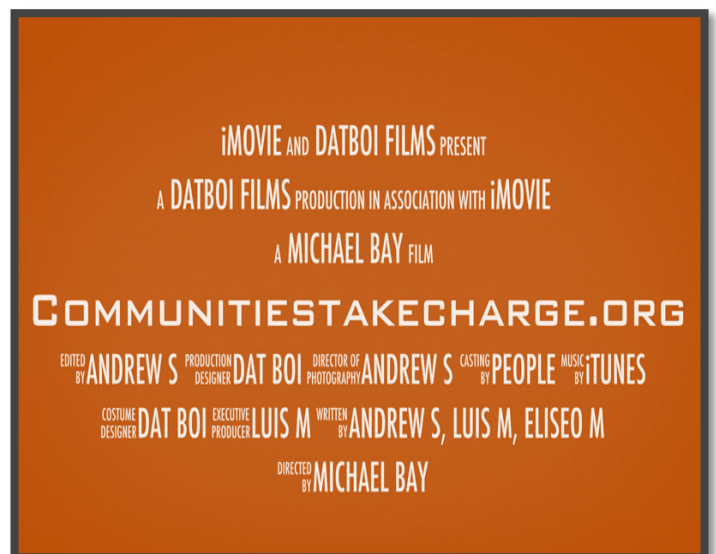 iMOVIE AND DATBOI FILMS PRESENT
A DATBOI FILMS PRODUCTION IN ASSOCIATION WITH iMOVIE
A MICHAEL BAY FILM
COMMUNITIESTAKECHARGE.ORG
EDITED BY ANDREW S PRODUCTION DESIGNER DAT BOI DIRECTOR OF PHOTOGRAPHY ANDREW S CASTING BY PEOPLE MUSIC BY iTUNES
COSTUME DESIGNER DAT BOI EXECUTIVE PRODUCER LUIS M WRITTEN BY ANDREW S, LUIS M, ELISEO M
DIRECTED BY MICHAEL BAY